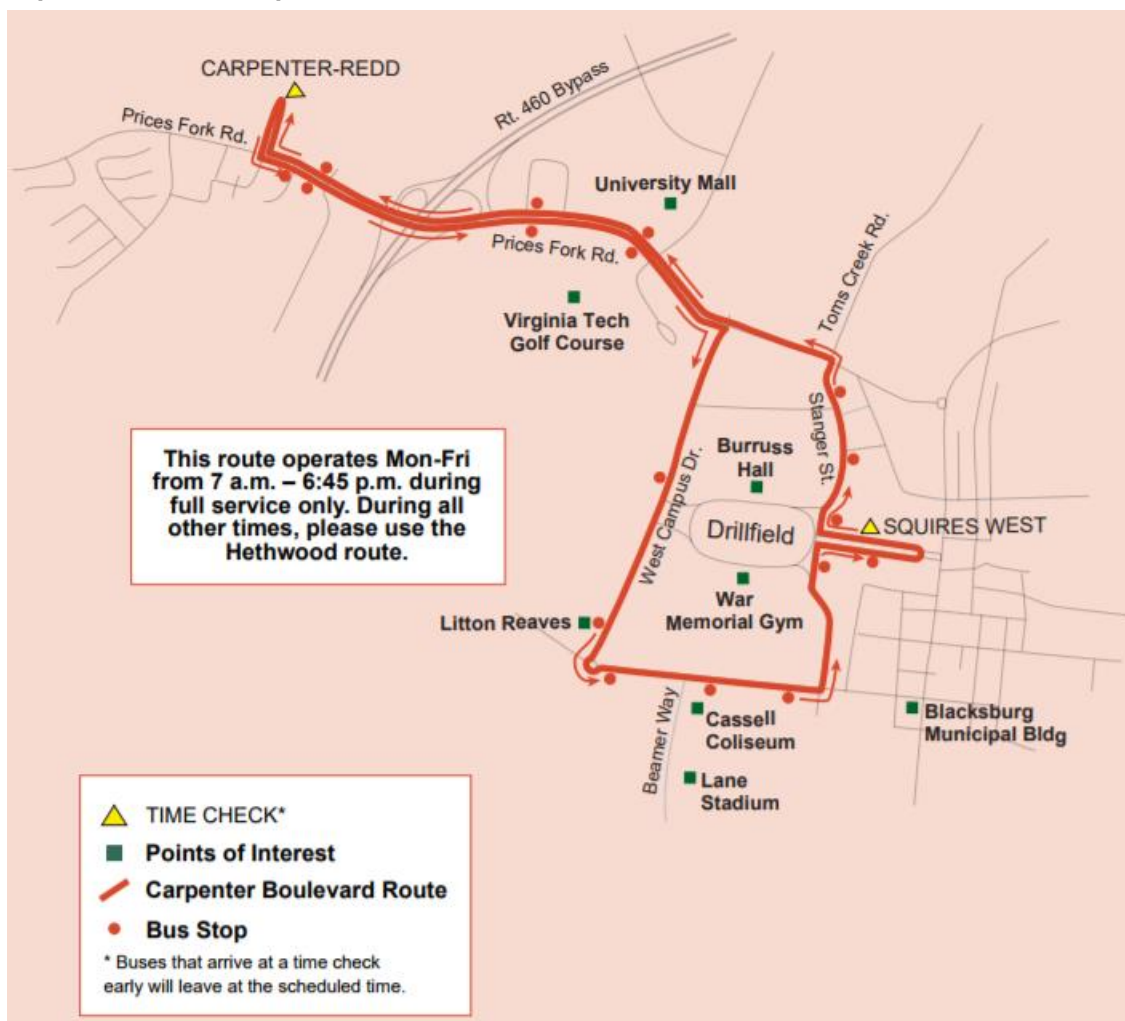 CARPENTER-REDD
Prices Fork Rd.
Rt. 460 Bypass
University Mall
Prices Fork Rd.
Toms Creek Rd.
Virginia Tech
Golf Course
Stanger St.
Burruss
Hall
This route operates Mon-Fri
from 7 a.m. – 6:45 p.m. during
full service only. During all
other times, please use the
Hethwood route.
West Campus Dr.
Drillfield
SQUIRES WEST
War
Memorial Gym
Litton Reaves
Beamer Way
Cassell
Coliseum
Blacksburg
Municipal Bldg
Lane
Stadium
TIME CHECK*
Points of Interest
Carpenter Boulevard Route
Bus Stop
* Buses that arrive at a time check
early will leave at the scheduled time.